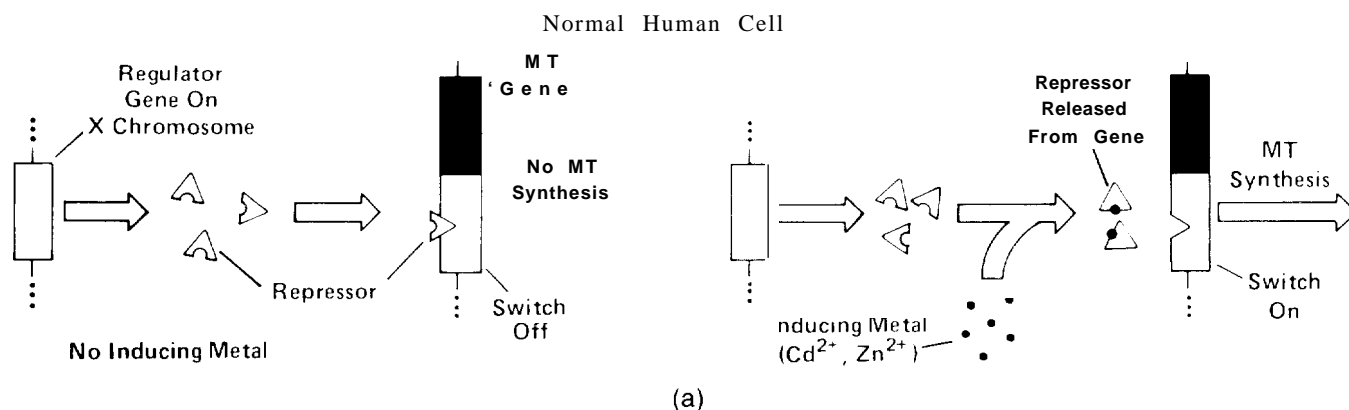 Normal Human Cell
Regulator
Gene On
X Chromosome
MT
'Gene
No MT
Synthesis
Repressor
Switch
Off
No Inducing Metal
Repressor
Released
From Gene
MT
Synthesis
Switch
On
nducing Metal
(Cd²⁺, Zn²⁺)
(a)